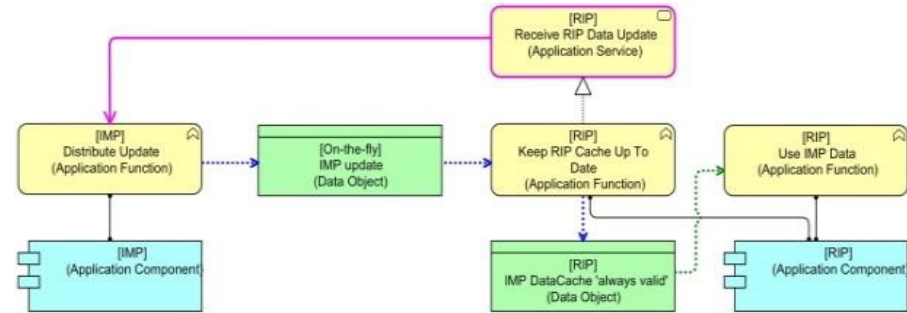 [RIP]
Receive RIP Data Update
(Application Service)
[IMP]
Distribute Update
(Application Function)
[On-the-fly]
IMP update
(Data Object)
[RIP]
Keep RIP Cache Up To
Date
(Application Function)
[RIP]
Use IMP Data
(Application Function)
[IMP]
(Application Component)
[RIP]
IMP DataCache 'always valid'
(Data Object)
[RIP]
(Application Component)